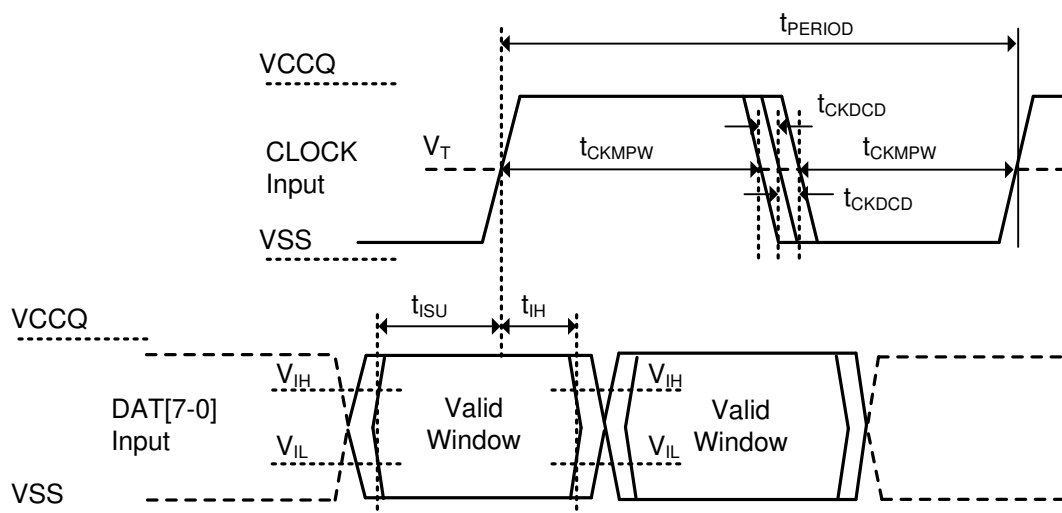 tPERIOD
VCCQ
tCKDCD
CLOCK
Input
VT
tCKMPW
tCKMPW
tCKDCD
VSS
tISU
tIH
VCCQ
VIH
VIH
DAT[7-0]
Input
Valid
Window
Valid
Window
VIL
VIL
VSS